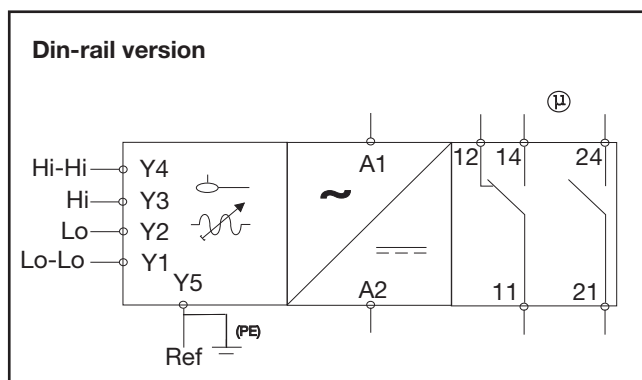 Din-rail version
µ
A1
12 14 24
Hi-Hi Y4
Hi Y3
Lo Y2
Lo-Lo Y1
Y5
A2
11 21
(PE)
Ref